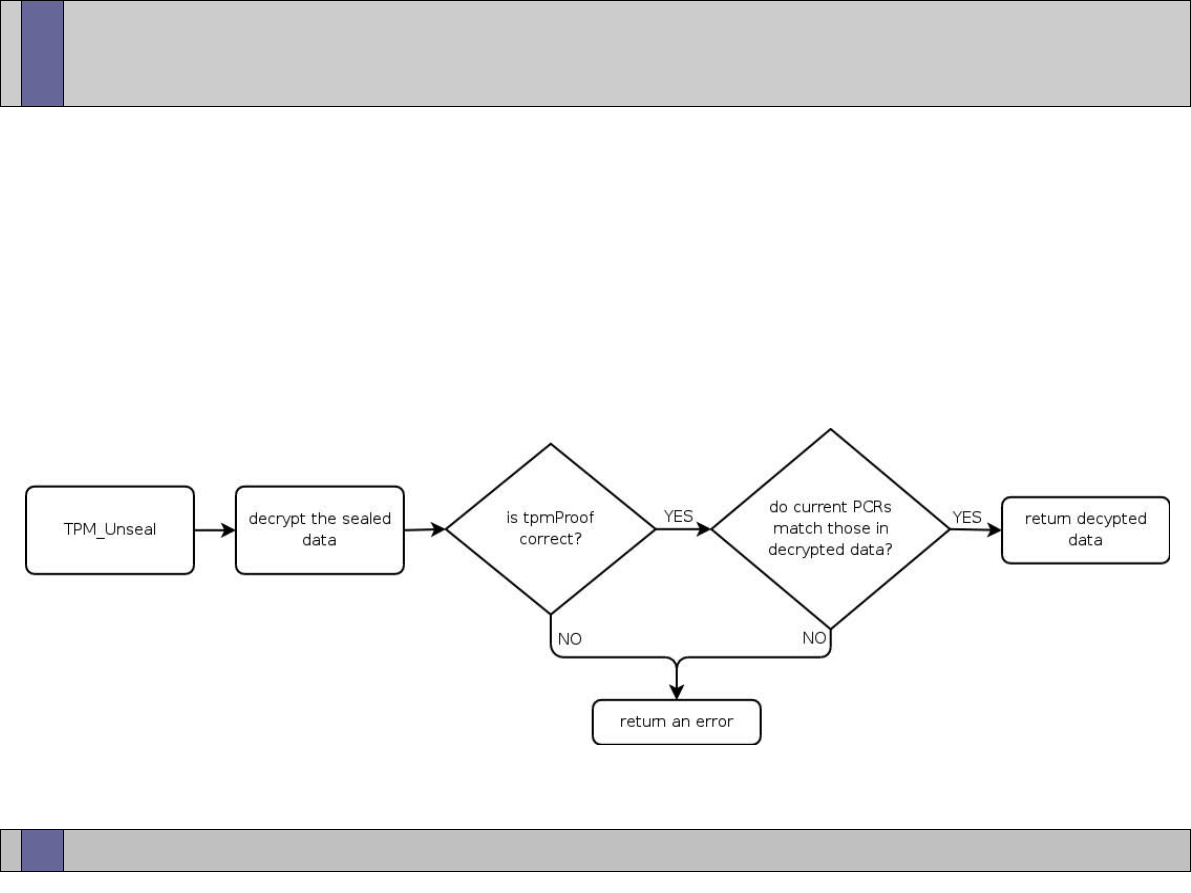 TPM_Unseal
decrypt the sealed
data
is tpmProof
correct?
YES
do current PCRs
match those in
decrypted data?
YES
return decypted
data
NO
NO
return an error